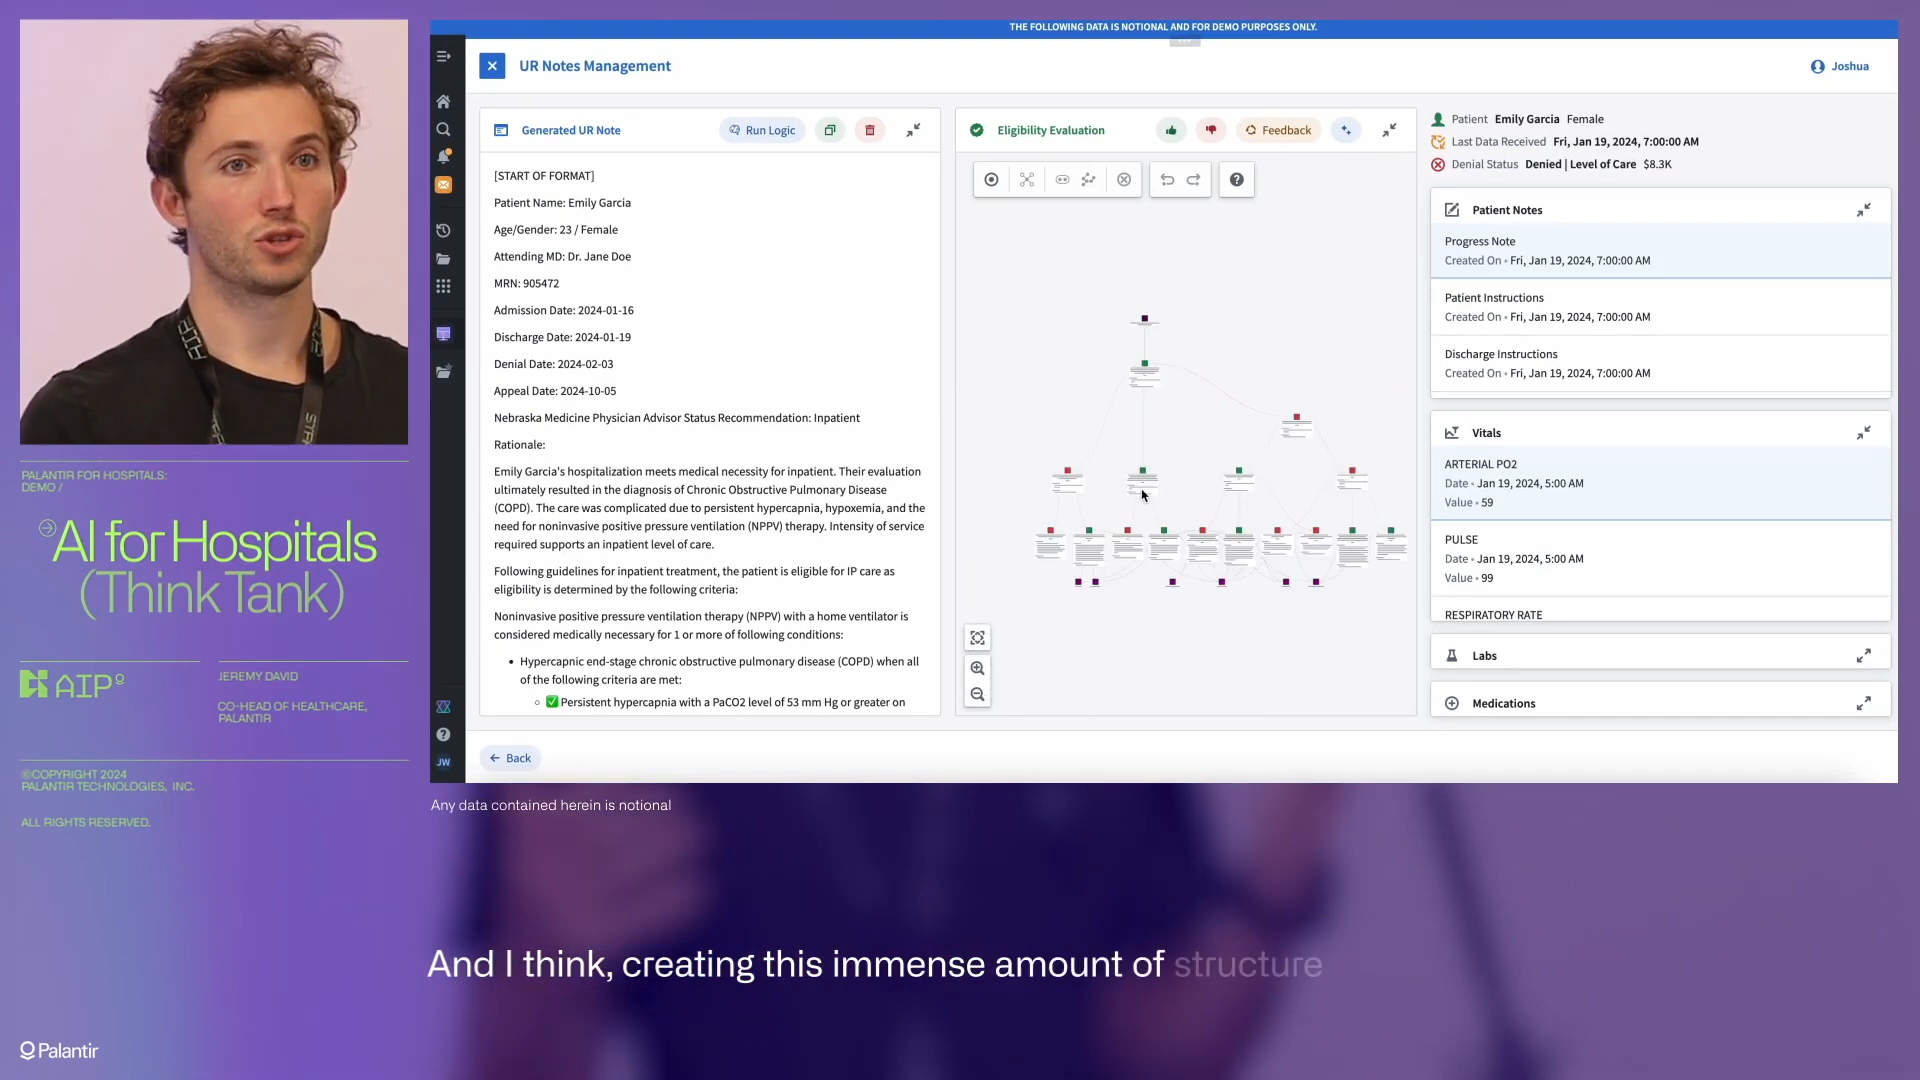 PALANTIR FOR HOSPITALS:
DEMO /
AI for Hospitals
(Think Tank)
AIP
JEREMY DAVID
CO-HEAD OF HEALTHCARE,
PALANTIR
©COPYRIGHT 2024
PALANTIR TECHNOLOGIES, INC.
ALL RIGHTS RESERVED.
Palantir
THE FOLLOWING DATA IS NOTIONAL AND FOR DEMO PURPOSES ONLY.
UR Notes Management
Joshua
Generated UR Note
Run Logic
[START OF FORMAT]
Patient Name: Emily Garcia
Age/Gender: 23 / Female
Attending MD: Dr. Jane Doe
MRN: 905472
Admission Date: 2024-01-16
Discharge Date: 2024-01-19
Denial Date: 2024-02-03
Appeal Date: 2024-10-05
Nebraska Medicine Physician Advisor Status Recommendation: Inpatient
Rationale:
Emily Garcia's hospitalization meets medical necessity for inpatient. Their evaluation
ultimately resulted in the diagnosis of Chronic Obstructive Pulmonary Disease
(COPD). The care was complicated due to persistent hypercapnia, hypoxemia, and the
need for noninvasive positive pressure ventilation (NPPV) therapy. Intensity of service
required supports an inpatient level of care.
Following guidelines for inpatient treatment, the patient is eligible for IP care as
eligibility is determined by the following criteria:
Noninvasive positive pressure ventilation therapy (NPPV) with a home ventilator is
considered medically necessary for 1 or more of following conditions:
• Hypercapnic end-stage chronic obstructive pulmonary disease (COPD) when all
of the following criteria are met:
◦ ✅ Persistent hypercapnia with a PaCO2 level of 53 mm Hg or greater on
Eligibility Evaluation
Feedback
Patient Emily Garcia Female
Last Data Received Fri, Jan 19, 2024, 7:00:00 AM
Denial Status Denied | Level of Care $8.3K
Patient Notes
Progress Note
Created On • Fri, Jan 19, 2024, 7:00:00 AM
Patient Instructions
Created On • Fri, Jan 19, 2024, 7:00:00 AM
Discharge Instructions
Created On • Fri, Jan 19, 2024, 7:00:00 AM
Vitals
ARTERIAL PO2
Date • Jan 19, 2024, 5:00 AM
Value • 59
PULSE
Date • Jan 19, 2024, 5:00 AM
Value • 99
RESPIRATORY RATE
Labs
Medications
JW
Back
Any data contained herein is notional
And I think, creating this immense amount of structure